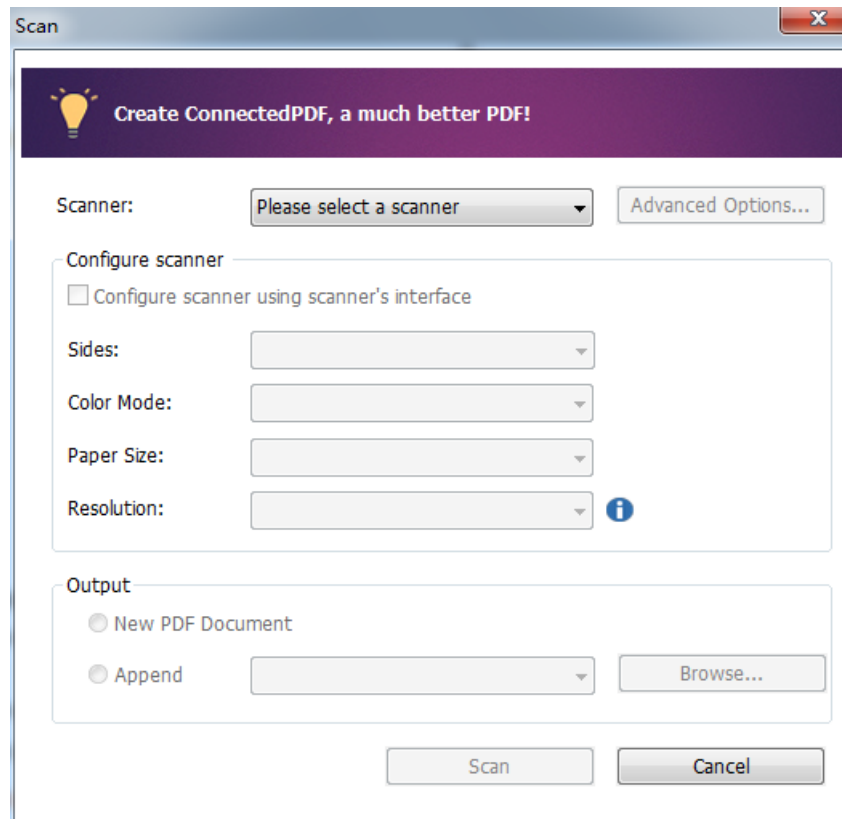 Scan
Create ConnectedPDF, a much better PDF!
Scanner: Please select a scanner Advanced Options...
Configure scanner
Configure scanner using scanner's interface
Sides:
Color Mode:
Paper Size:
Resolution:
Output
New PDF Document
Append Browse...
Scan Cancel